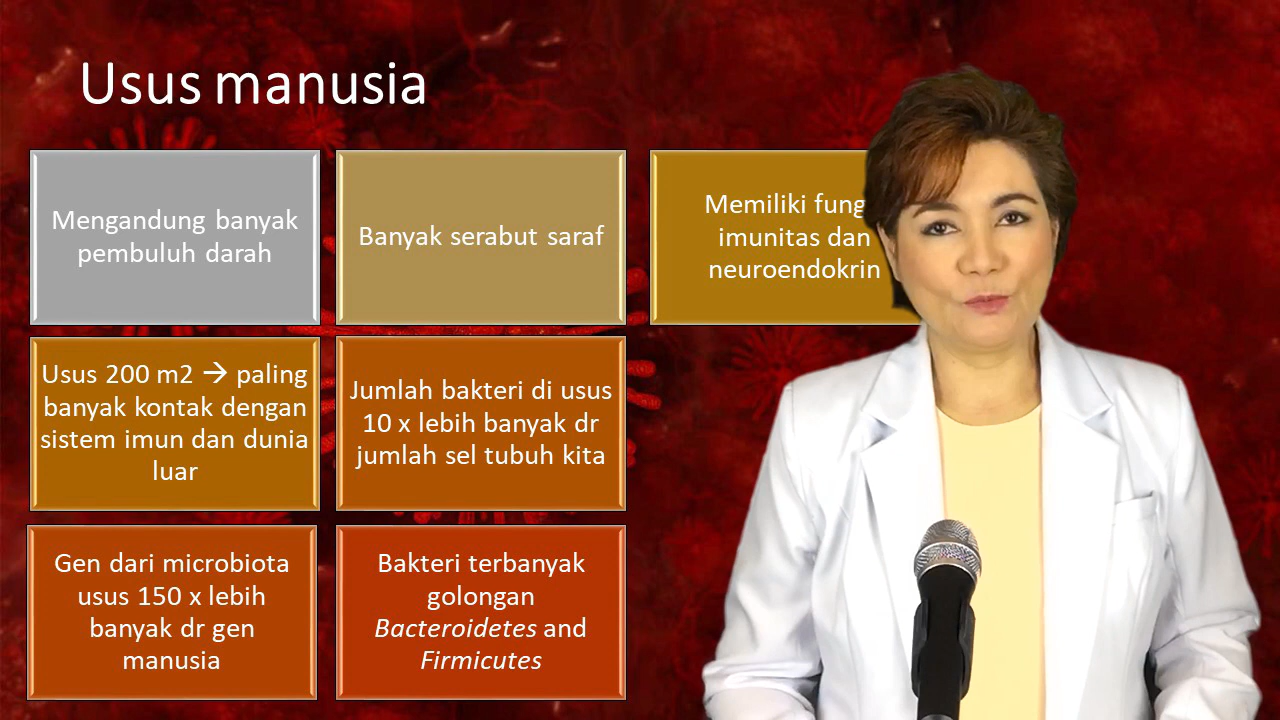 Usus manusia
Mengandung banyak
pembuluh darah
Banyak serabut saraf
Memiliki
imunitas dan
neuroendokrin
Usus 200 m2 → paling
banyak kontak dengan
sistem imun dan dunia
luar
Jumlah bakteri di usus
10 x lebih banyak dr
jumlah sel tubuh kita
Gen dari microbiota
usus 150 x lebih
banyak dr gen
manusia
Bakteri terbanyak
golongan
Bacteroidetes and
Firmicutes